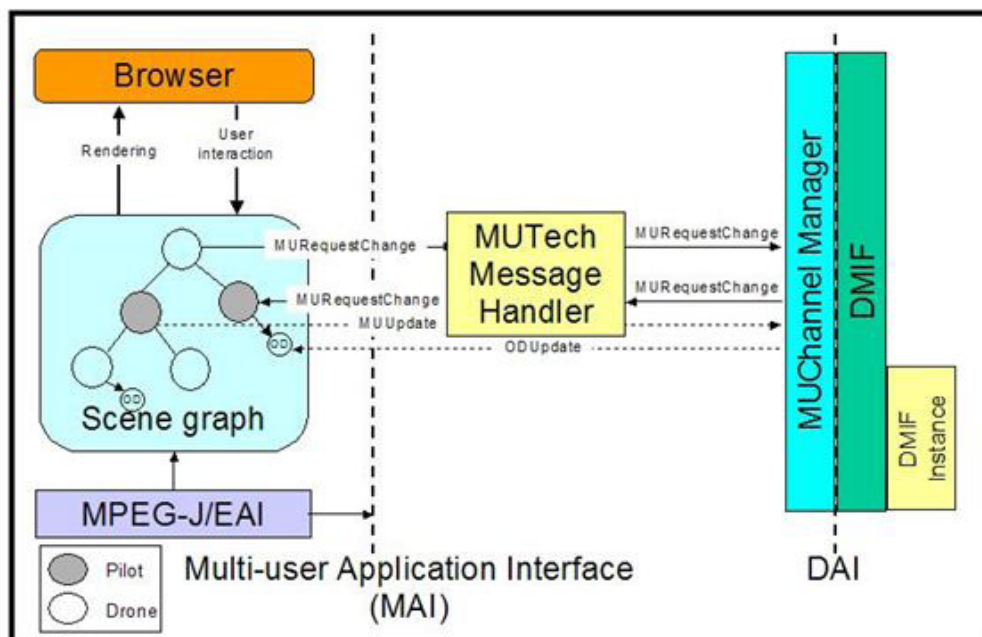 Browser
Rendering
User
interaction
MURequestChange
MUTech
Message
Handler
MURequestChange
MURequestChange
MURequestChange
MUUpdate
OD
ODUpdate
OD
Scene graph
MUChannel Manager
DMIF
DMIF
Instance
MPEG-J/EAI
Pilot
Drone
Multi-user Application Interface
(MAI)
DAI